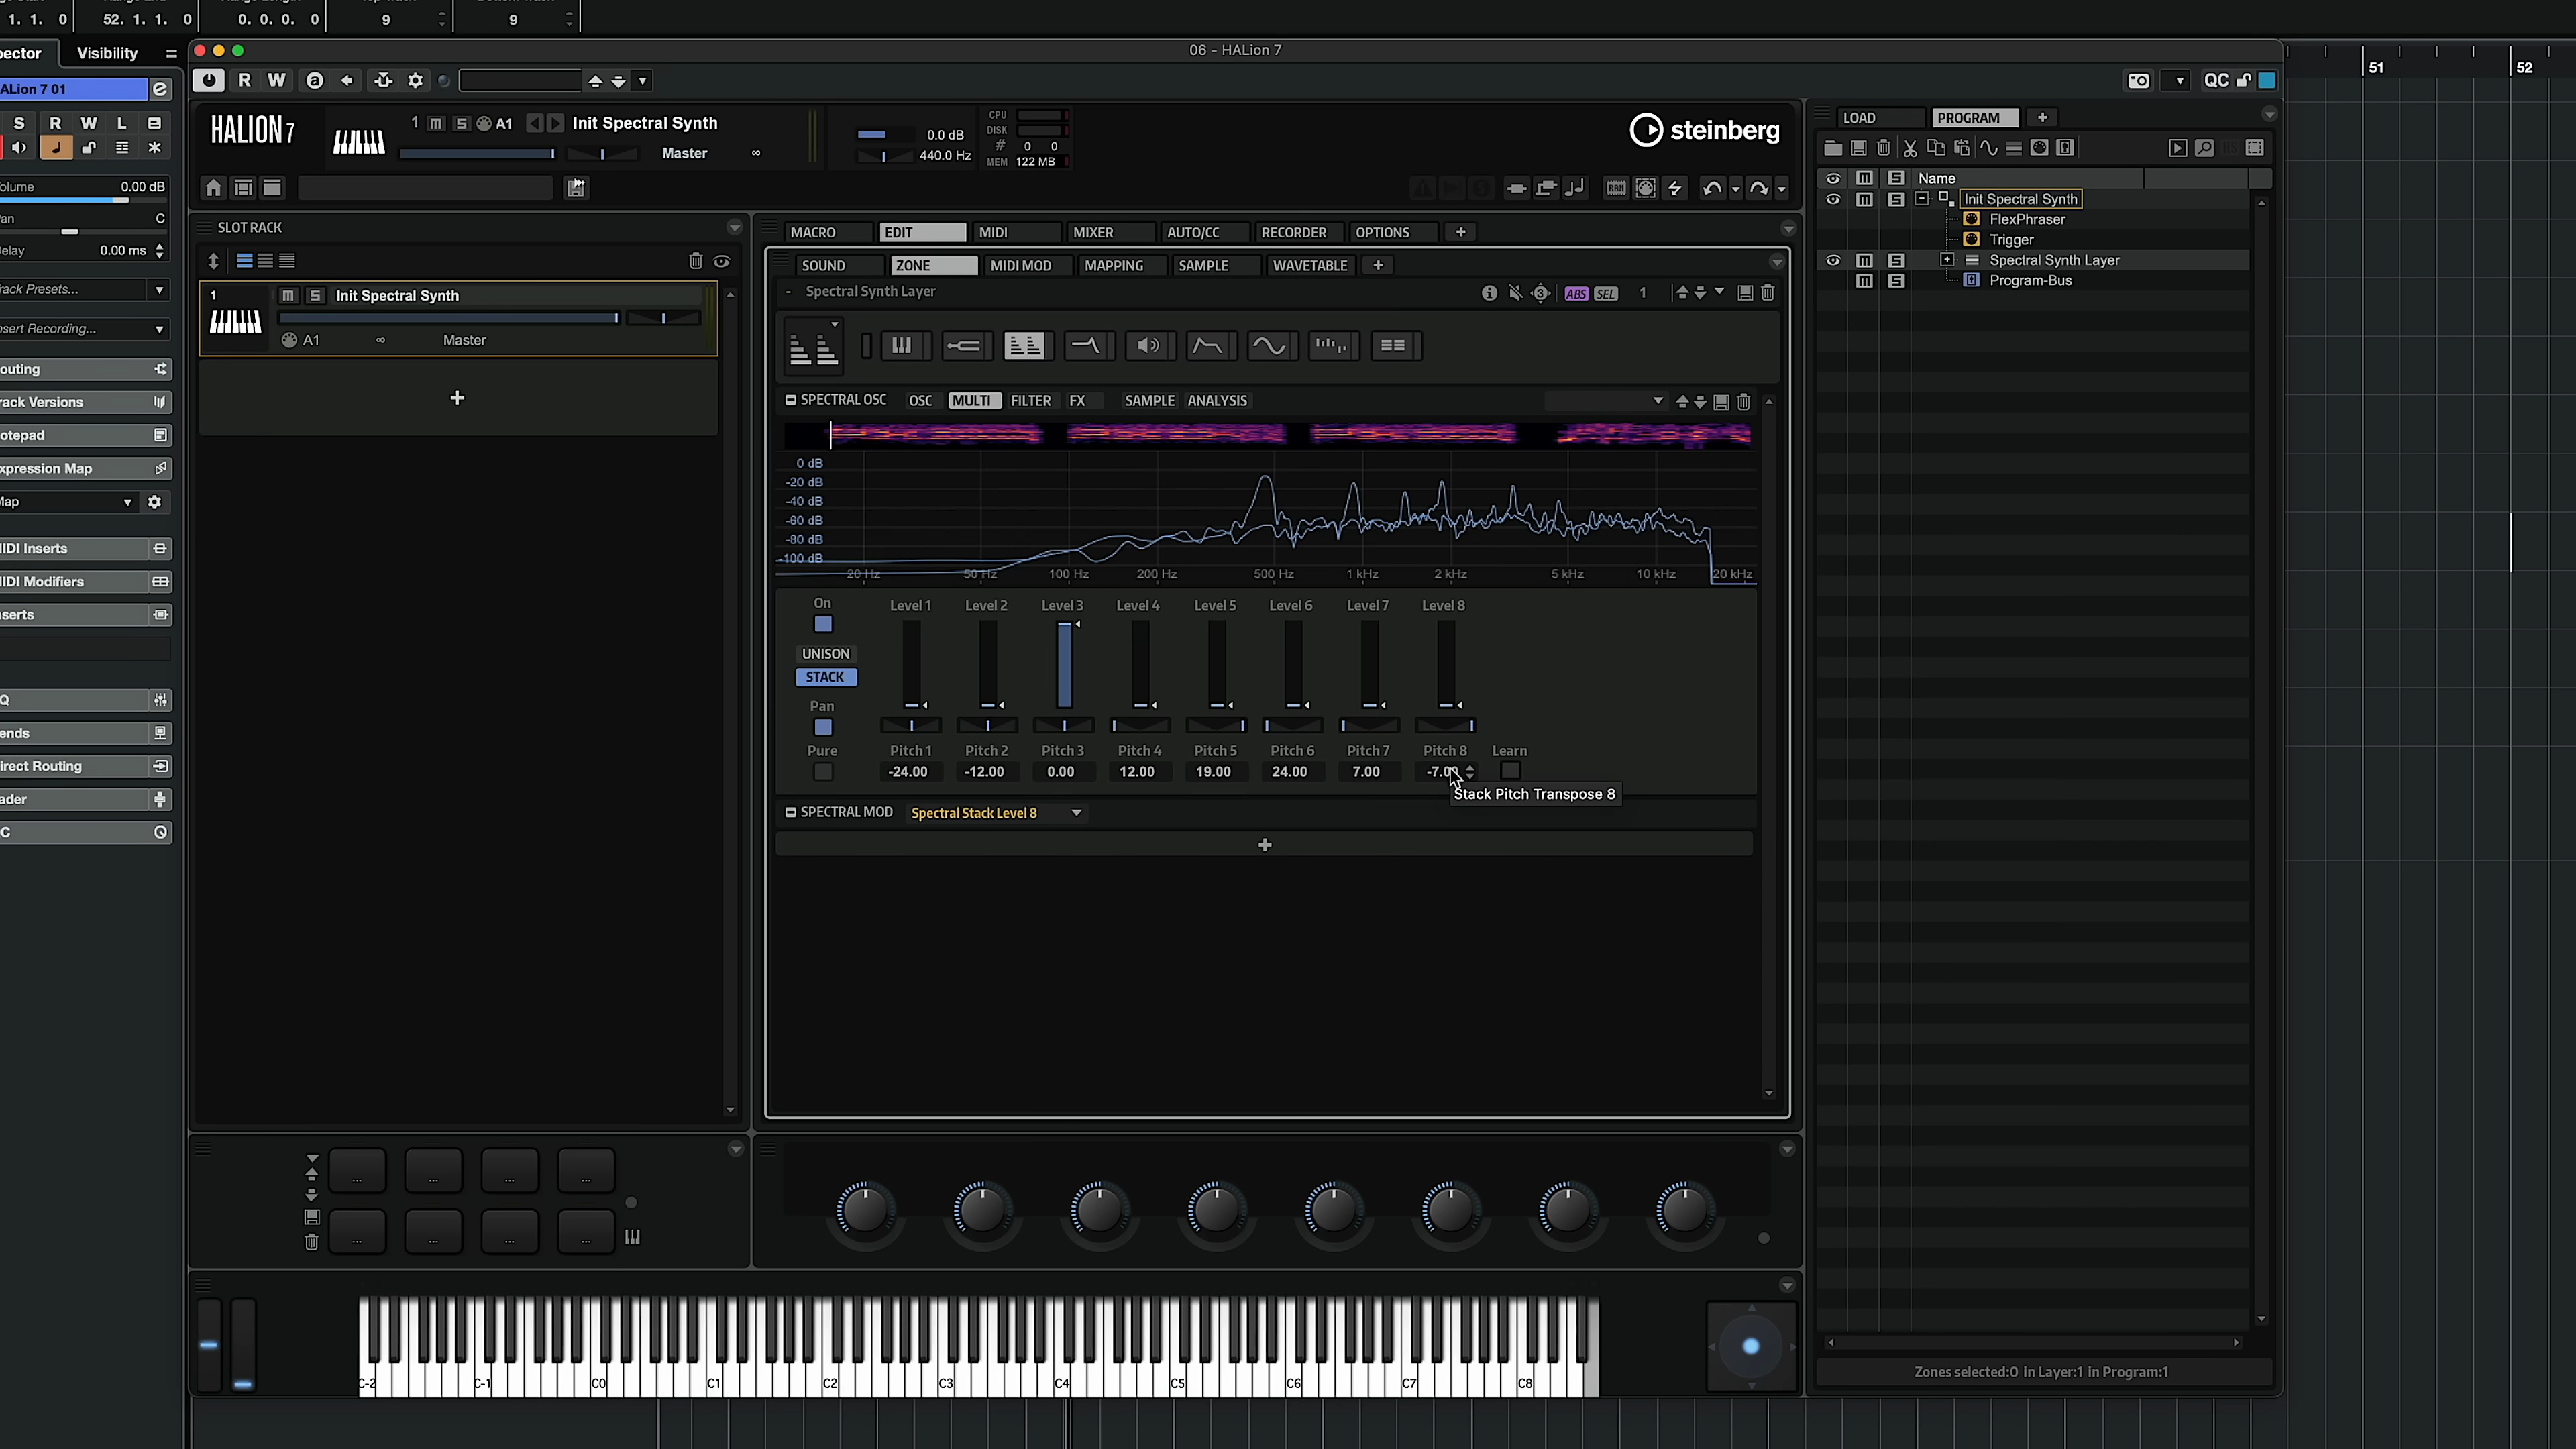 1. 1. 0 52. 1. 1. 0 0. 0. 0. 0 9 9
ector Visibility
06 - HALion 7
51 52
ALion 7 01
R W QC
S R W L
HALION 7
1 m S A1 Init Spectral Synth
Master ∞
0.0 dB
440.0 Hz
CPU
DISK
# 0 0
MEM 122 MB
steinberg
LOAD PROGRAM +
olume 0.00 dB
an C
elay 0.00 ms
rack Presets...
nsert Recording...
outing
rack Versions
otepad
xpression Map
Map
IDI Inserts
IDI Modifiers
serts
Q
ends
irect Routing
ader
C
SLOT RACK
1 m S Init Spectral Synth
A1 ∞ Master
+
MACRO EDIT MIDI MIXER AUTO/CC RECORDER OPTIONS +
SOUND ZONE MIDI MOD MAPPING SAMPLE WAVETABLE +
- Spectral Synth Layer ABS SEL 1
SPECTRAL OSC OSC MULTI FILTER FX SAMPLE ANALYSIS
0 dB
-20 dB
-40 dB
-60 dB
-80 dB
-100 dB
20 Hz 50 Hz 100 Hz 200 Hz 500 Hz 1 kHz 2 kHz 5 kHz 10 kHz 20 kHz
On Level 1 Level 2 Level 3 Level 4 Level 5 Level 6 Level 7 Level 8
UNISON
STACK
Pan
Pure Pitch 1 Pitch 2 Pitch 3 Pitch 4 Pitch 5 Pitch 6 Pitch 7 Pitch 8 Learn
-24.00 -12.00 0.00 12.00 19.00 24.00 7.00 -7.00
Stack Pitch Transpose 8
SPECTRAL MOD Spectral Stack Level 8
+
m S Name
m S Init Spectral Synth
FlexPhraser
Trigger
m S Spectral Synth Layer
m S Program-Bus
... ... ... ...
... ... ... ...
C-2 C-1 C0 C1 C2 C3 C4 C5 C6 C7 C8
Zones selected:0 in Layer:1 in Program:1